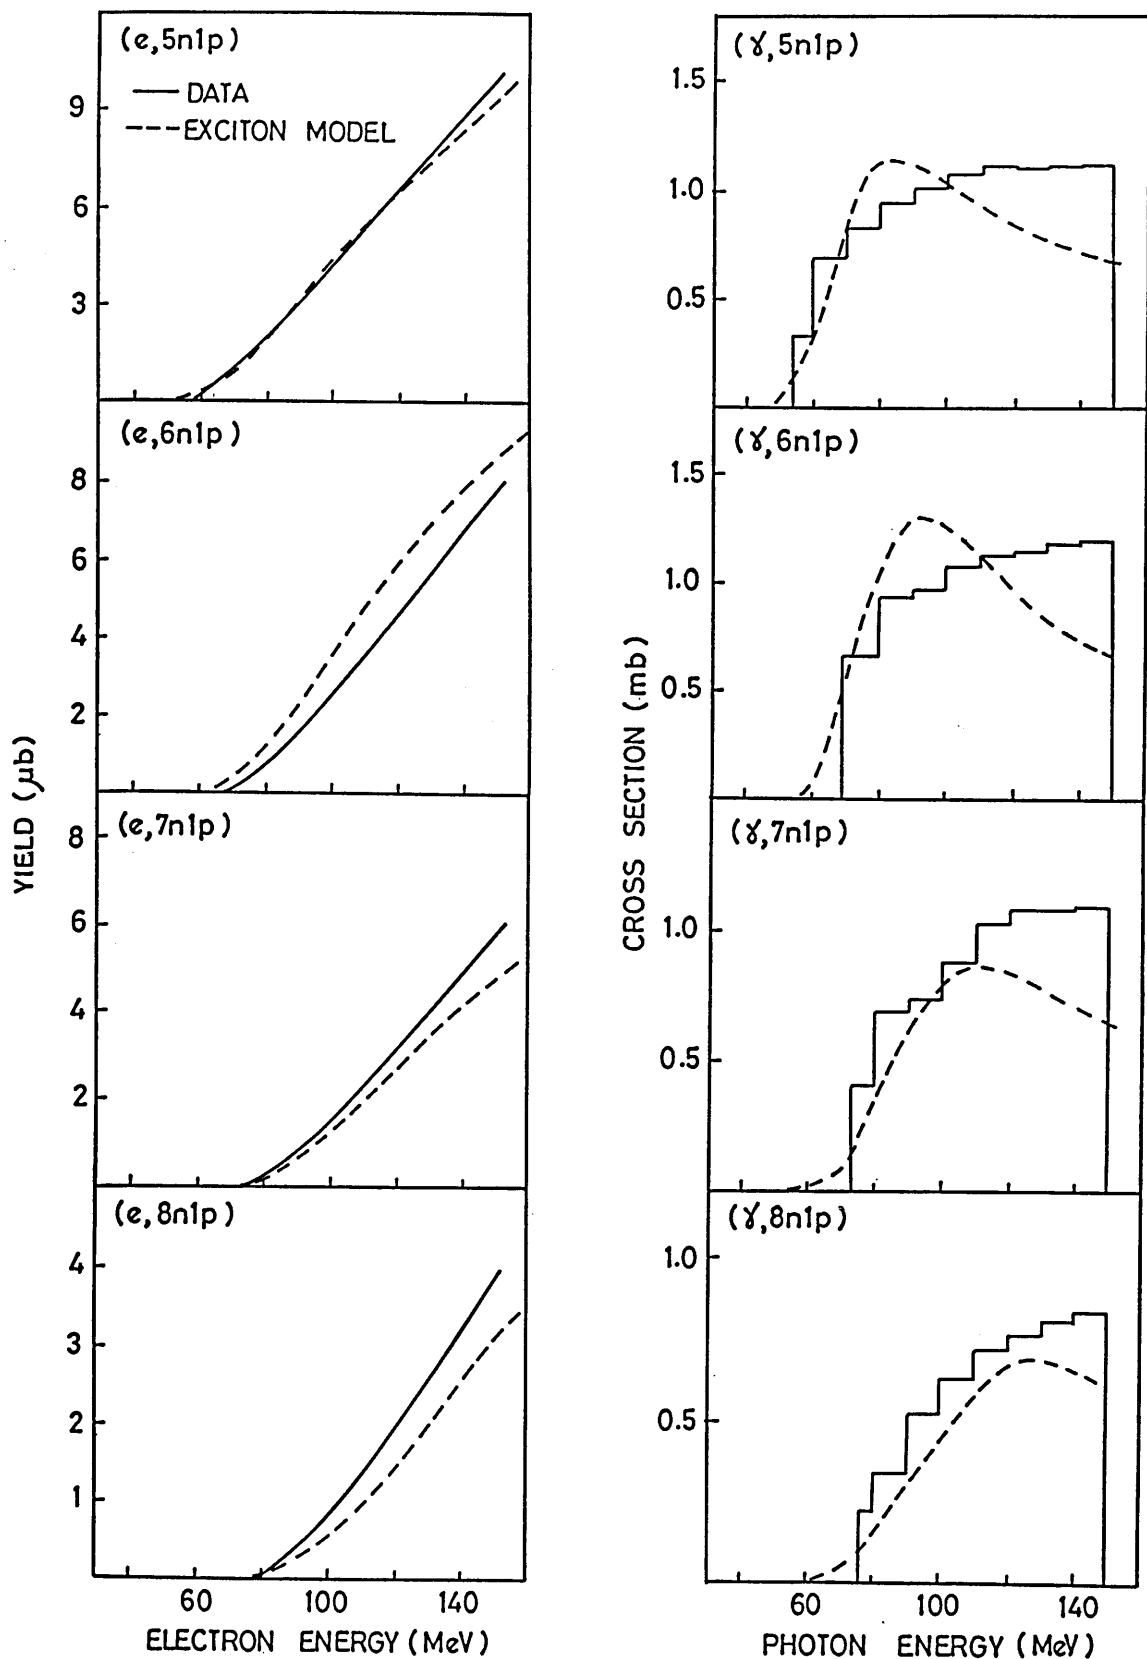 (e,5n1p)
DATA
EXCITON MODEL
9
6
3
(e,6n1p)
8
6
4
2
(e,7n1p)
8
6
4
2
(e,8n1p)
4
3
2
1
60 100 140
ELECTRON ENERGY (MeV)
YIELD (μb)
(γ,5n1p)
1.5
1.0
0.5
(γ,6n1p)
1.5
1.0
0.5
(γ,7n1p)
1.0
0.5
(γ,8n1p)
1.0
0.5
60 100 140
PHOTON ENERGY (MeV)
CROSS SECTION (mb)